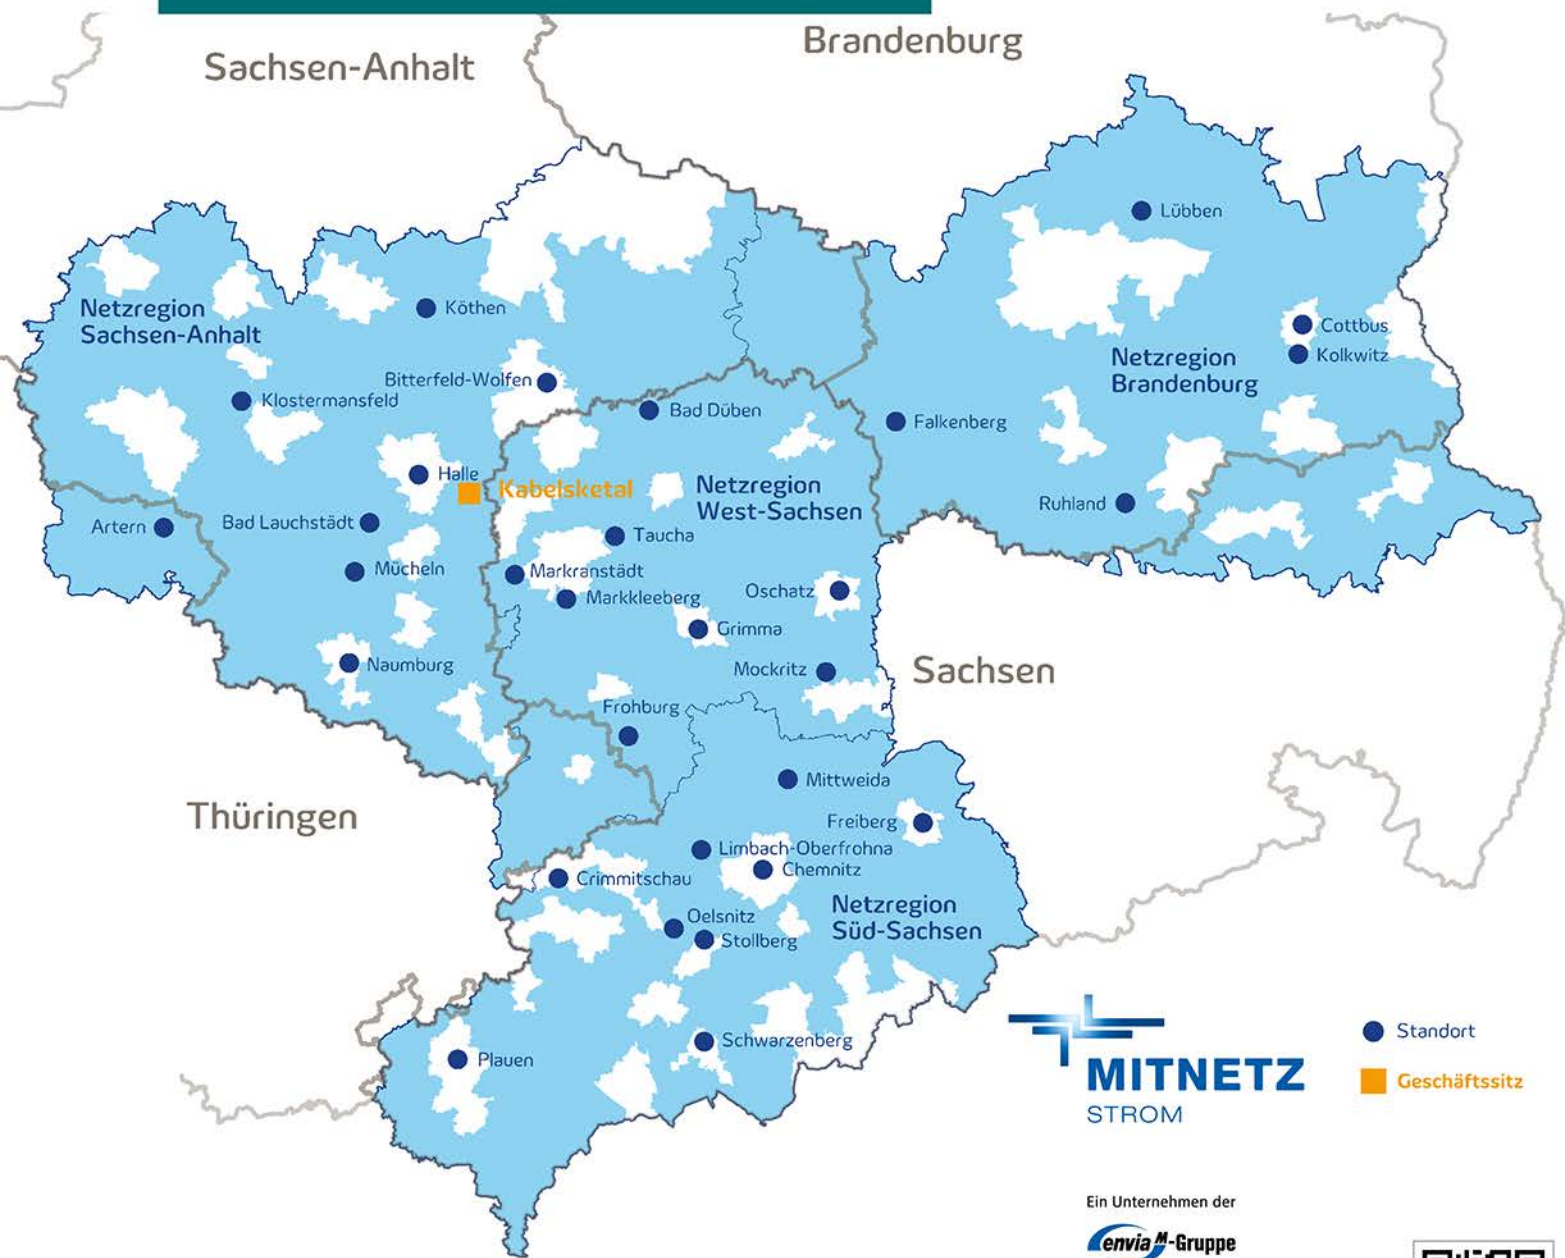 Sachsen-Anhalt
Brandenburg
Lübben
Netzregion
Sachsen-Anhalt
Köthen
Cottbus
Kolkwitz
Netzregion
Brandenburg
Bitterfeld-Wolfen
Klostermansfeld
Bad Düben
Falkenberg
Halle
Kabelsketal
Netzregion
West-Sachsen
Ruhland
Artern
Bad Lauchstädt
Taucha
Mücheln
Markranstädt
Markkleeberg
Oschatz
Grimma
Naumburg
Mockritz
Sachsen
Frohburg
Mittweida
Thüringen
Freiberg
Limbach-Oberfrohna
Chemnitz
Crimmitschau
Netzregion
Süd-Sachsen
Oelsnitz
Stollberg
Schwarzenberg
Plauen
Standort
Geschäftssitz
MITNETZ
STROM
Ein Unternehmen der
envia M-Gruppe